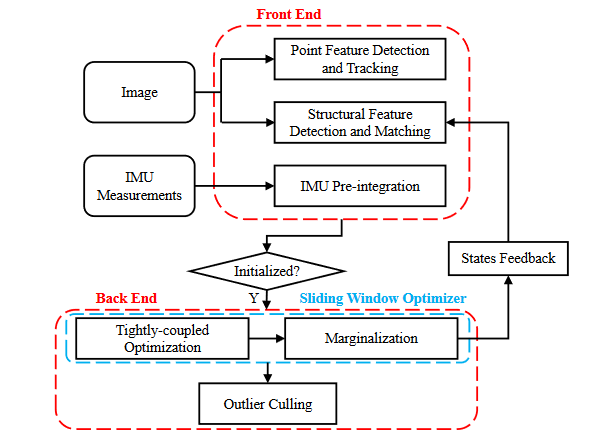 Front End
Point Feature Detection
and Tracking
Image
Structural Feature
Detection and Matching
IMU
Measurements
IMU Pre-integration
Initialized?
States Feedback
Y
Back End
Sliding Window Optimizer
Tightly-coupled
Optimization
Marginalization
Outlier Culling